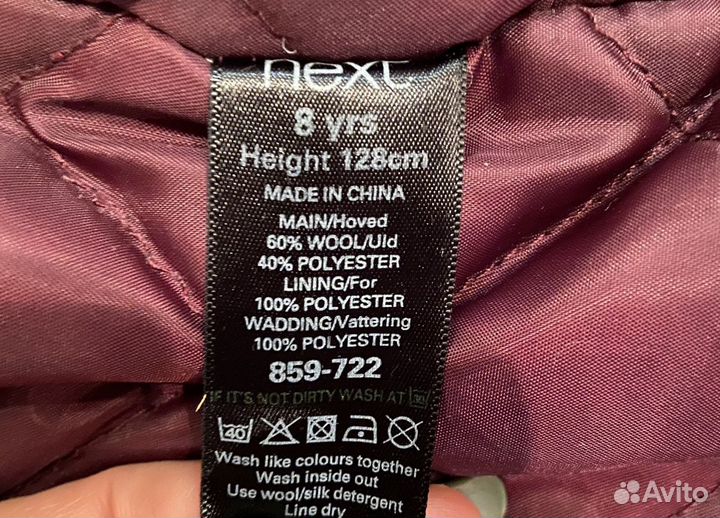 next
8 yrs
Height 128cm
MADE IN CHINA
MAIN/Hoved
60% WOOL/Uld
40% POLYESTER
LINING/For
100% POLYESTER
WADDING/Vattering
100% POLYESTER
859-722
IF IT'S NOT DIRTY WASH AT 30
40
Wash like colours together
Wash inside out
Use wool/silk detergent
Line dry
Avito